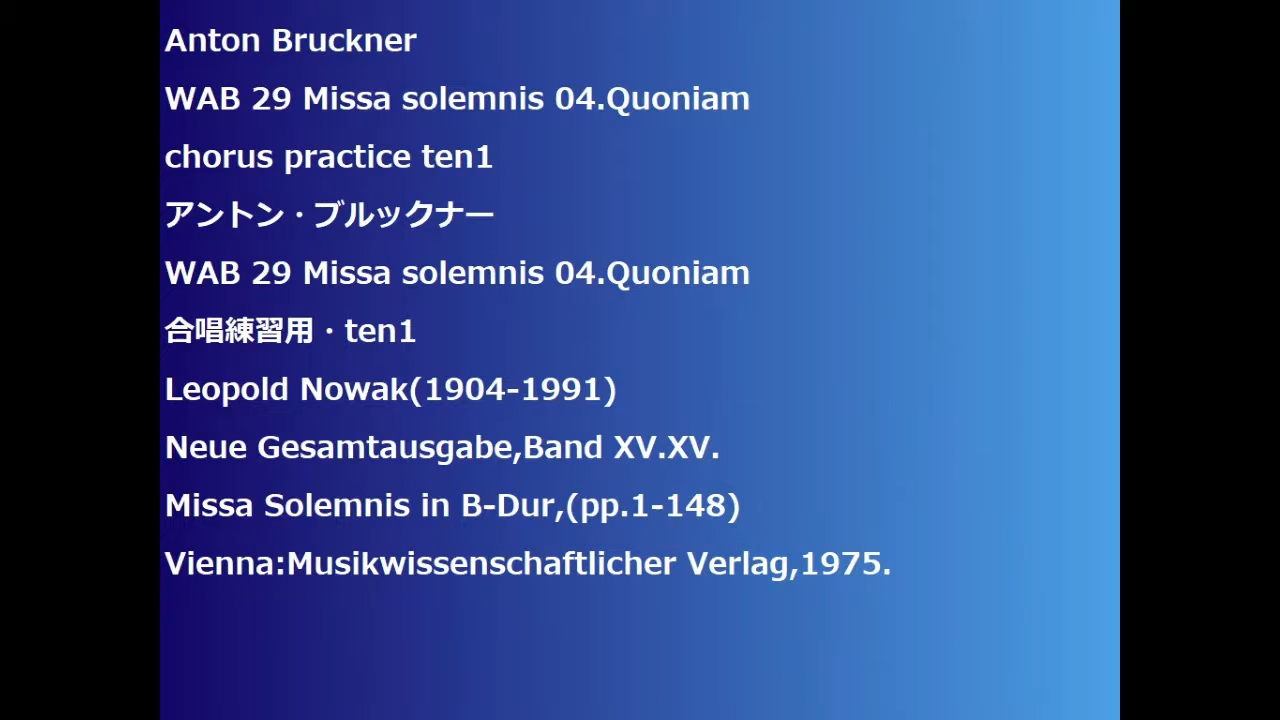 Anton Bruckner
WAB 29 Missa solemnis 04.Quoniam
chorus practice ten1
アントン・ブルックナー
WAB 29 Missa solemnis 04.Quoniam
合唱練習用・ten1
Leopold Nowak(1904-1991)
Neue Gesamtausgabe,Band XV.XV.
Missa Solemnis in B-Dur,(pp.1-148)
Vienna:Musikwissenschaftlicher Verlag,1975.